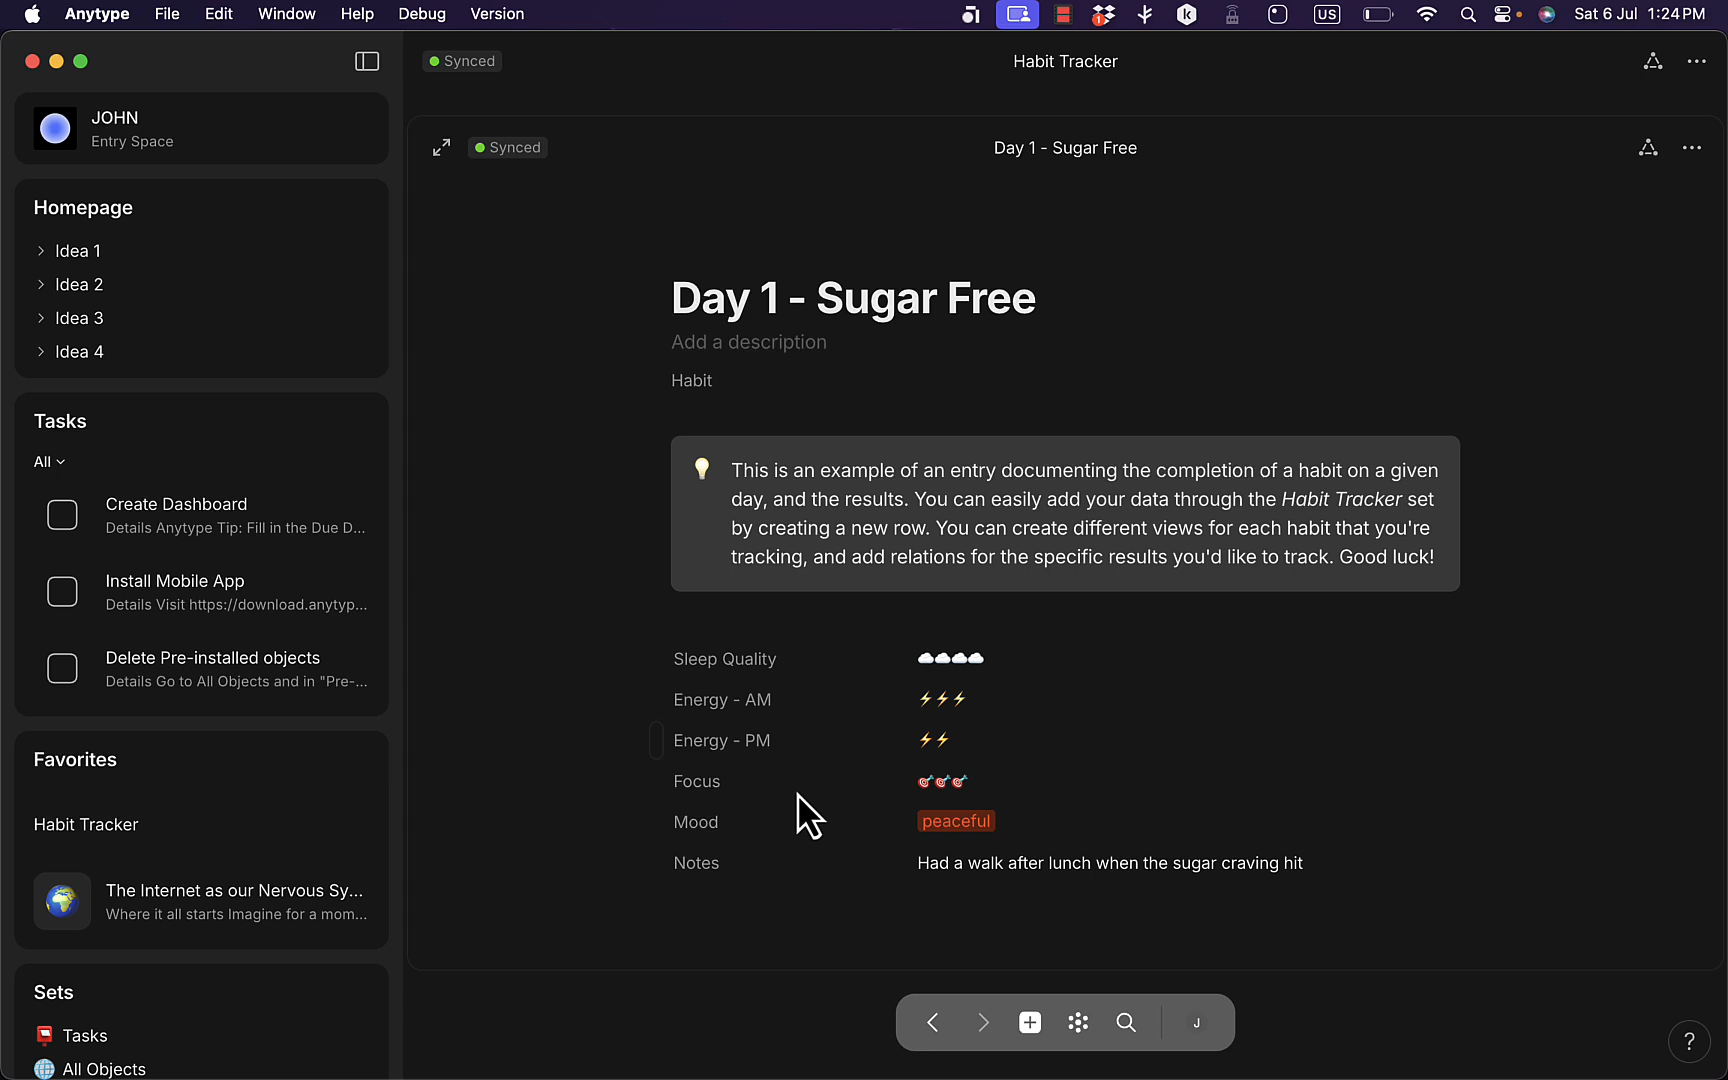 Anytype File Edit Window Help Debug Version
1 US Sat 6 Jul 1:24 PM
Synced
Habit Tracker
JOHN
Entry Space
Synced
Day 1 - Sugar Free
Homepage
Idea 1
Idea 2
Idea 3
Idea 4
Tasks
All
Create Dashboard
Details Anytype Tip: Fill in the Due D...
Install Mobile App
Details Visit https://download.anytyp...
Delete Pre-installed objects
Details Go to All Objects and in "Pre-...
Favorites
Habit Tracker
The Internet as our Nervous Sy...
Where it all starts Imagine for a mom...
Sets
Tasks
All Objects
Day 1 - Sugar Free
Add a description
Habit
This is an example of an entry documenting the completion of a habit on a given
day, and the results. You can easily add your data through the Habit Tracker set
by creating a new row. You can create different views for each habit that you're
tracking, and add relations for the specific results you'd like to track. Good luck!
Sleep Quality ☁️☁️☁️☁️
Energy - AM ⚡⚡⚡
Energy - PM ⚡⚡
Focus 🎯🎯🎯
Mood peaceful
Notes Had a walk after lunch when the sugar craving hit
J
?